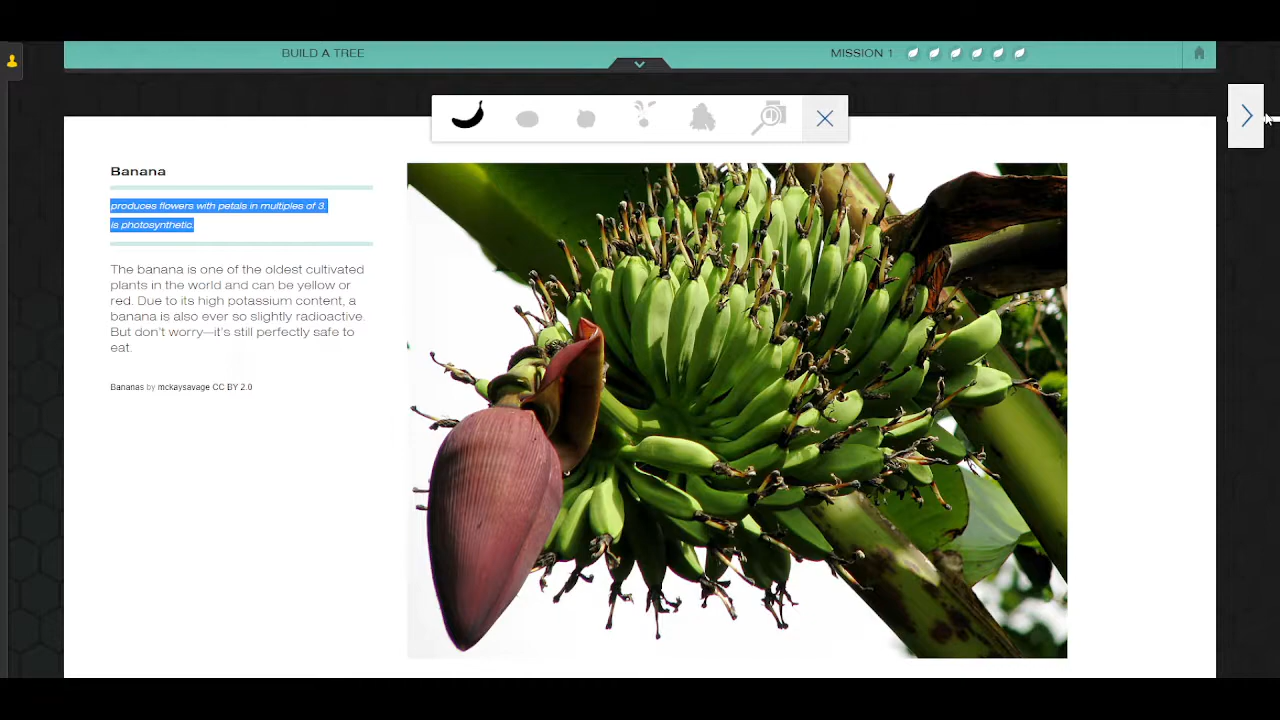 BUILD A TREE
MISSION 1
Banana
produces flowers with petals in multiples of 3.
is photosynthetic.
The banana is one of the oldest cultivated
plants in the world and can be yellow or
red. Due to its high potassium content, a
banana is also ever so slightly radioactive.
But don't worry—it's still perfectly safe to
eat.
Bananas by mckaysavage CC BY 2.0